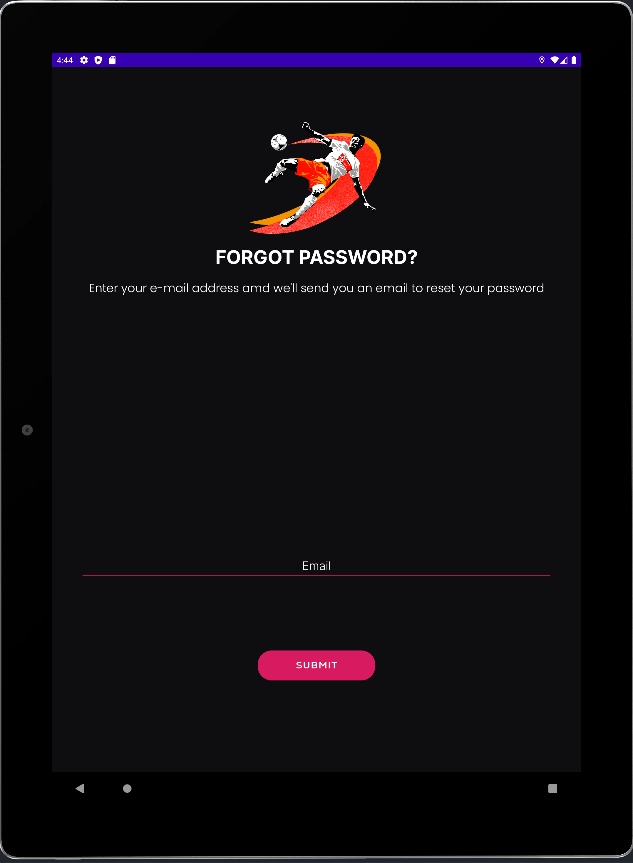 4:44
FORGOT PASSWORD?
Enter your e-mail address amd we'll send you an email to reset your password
Email
SUBMIT